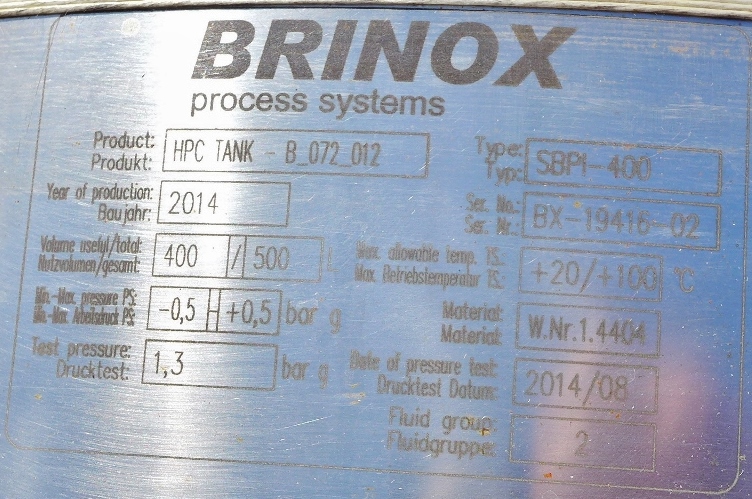 BRINOX
process systems
Product: HPC TANK - B_072_012
Produkt:
Type: SBPI-400
Typ:
Year of production: 2014
Baujahr:
Ser. No.: BX-19416-02
Ser. Nr.:
Volume useful/total: 400 / 500 L
Nutzvolumen/gesamt:
Max. allowable temp. TS.: +20/+100 °C
Max. Betriebstemperatur TS.:
Min.-Max. pressure PS: -0,5 +0,5 bar g
Min.-Max. Arbeitsdruck PS:
Material: W.Nr.1.4404
Material:
Test pressure: 1,3 bar g
Drucktest:
Date of pressure test: 2014/08
Drucktest Datum:
Fluid group: 2
Fluidgruppe: